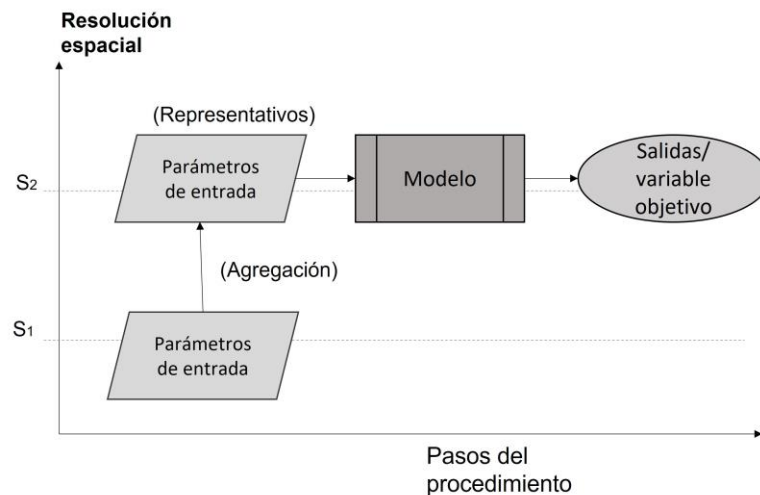 Resolución
espacial
(Representativos)
Parámetros
de entrada
Modelo
Salidas/
variable
objetivo
S2
(Agregación)
S1
Parámetros
de entrada
Pasos del
procedimiento